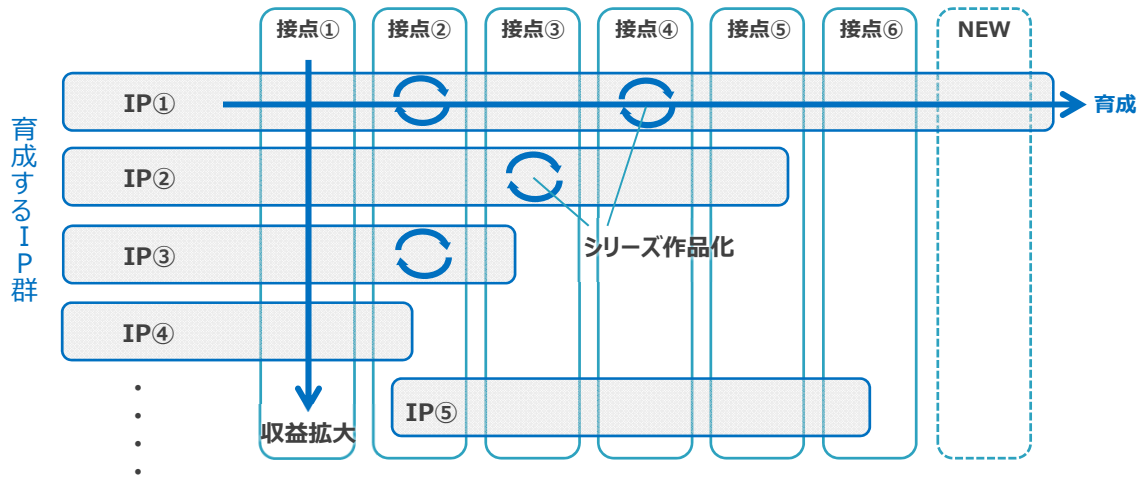 接点①
接点②
接点③
接点④
接点⑤
接点⑥
NEW
IP①
育成
育成するIP群
IP②
シリーズ作品化
IP③
IP④
IP⑤
収益拡大